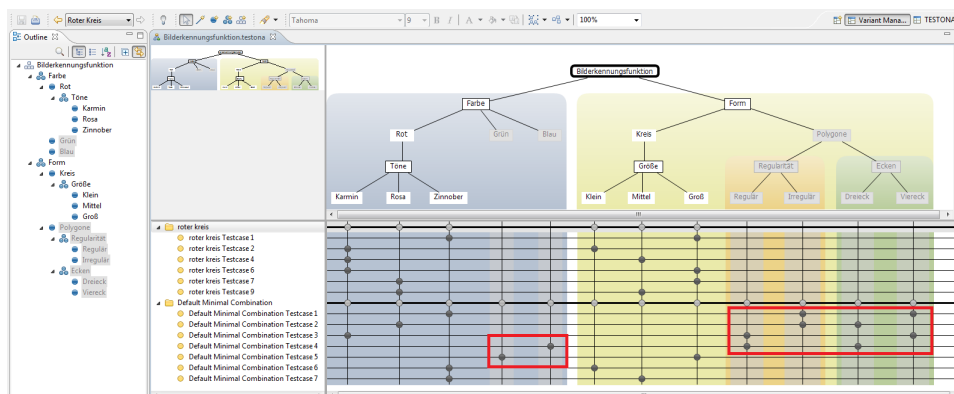 Roter Kreis
Tahoma
9
B
I
A
100%
Variant Mana...
TESTONA
Outline
Bilderkennungsfunktion.testona
Bilderkennungsfunktion
Farbe
Rot
Töne
Karmin
Rosa
Zinnober
Grün
Blau
Form
Kreis
Größe
Klein
Mittel
Groß
Polygone
Regularität
Regulär
Irregulär
Ecken
Dreieck
Viereck
Bilderkennungsfunktion
Farbe
Form
Rot
Grün
Blau
Kreis
Polygone
Töne
Größe
Regularität
Ecken
Karmin
Rosa
Zinnober
Klein
Mittel
Groß
Regulär
Irregulär
Dreieck
Viereck
roter kreis
roter kreis Testcase 1
roter kreis Testcase 2
roter kreis Testcase 4
roter kreis Testcase 6
roter kreis Testcase 7
roter kreis Testcase 9
Default Minimal Combination
Default Minimal Combination Testcase 1
Default Minimal Combination Testcase 2
Default Minimal Combination Testcase 3
Default Minimal Combination Testcase 4
Default Minimal Combination Testcase 5
Default Minimal Combination Testcase 6
Default Minimal Combination Testcase 7